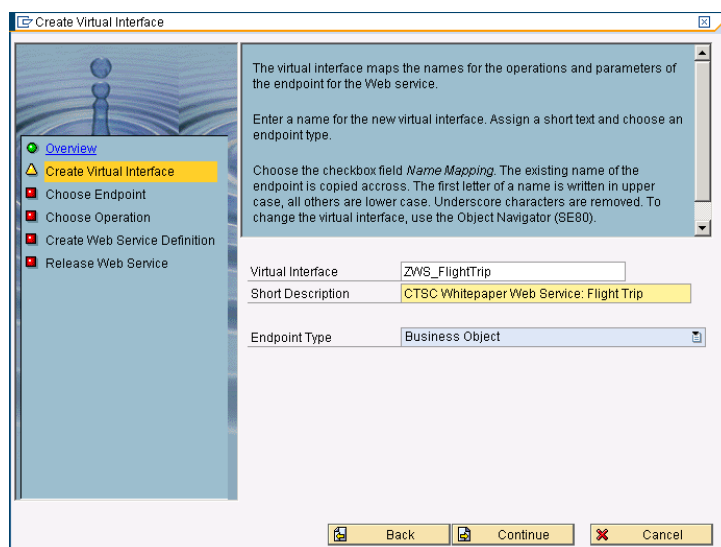 Create Virtual Interface
The virtual interface maps the names for the operations and parameters of
the endpoint for the Web service.
Enter a name for the new virtual interface. Assign a short text and choose an
endpoint type.
Choose the checkbox field Name Mapping. The existing name of the
endpoint is copied accross. The first letter of a name is written in upper
case, all others are lower case. Underscore characters are removed. To
change the virtual interface, use the Object Navigator (SE80).
Overview
Create Virtual Interface
Choose Endpoint
Choose Operation
Create Web Service Definition
Release Web Service
Virtual Interface ZWS_FlightTrip
Short Description CTSC Whitepaper Web Service: Flight Trip
Endpoint Type Business Object
Back Continue Cancel